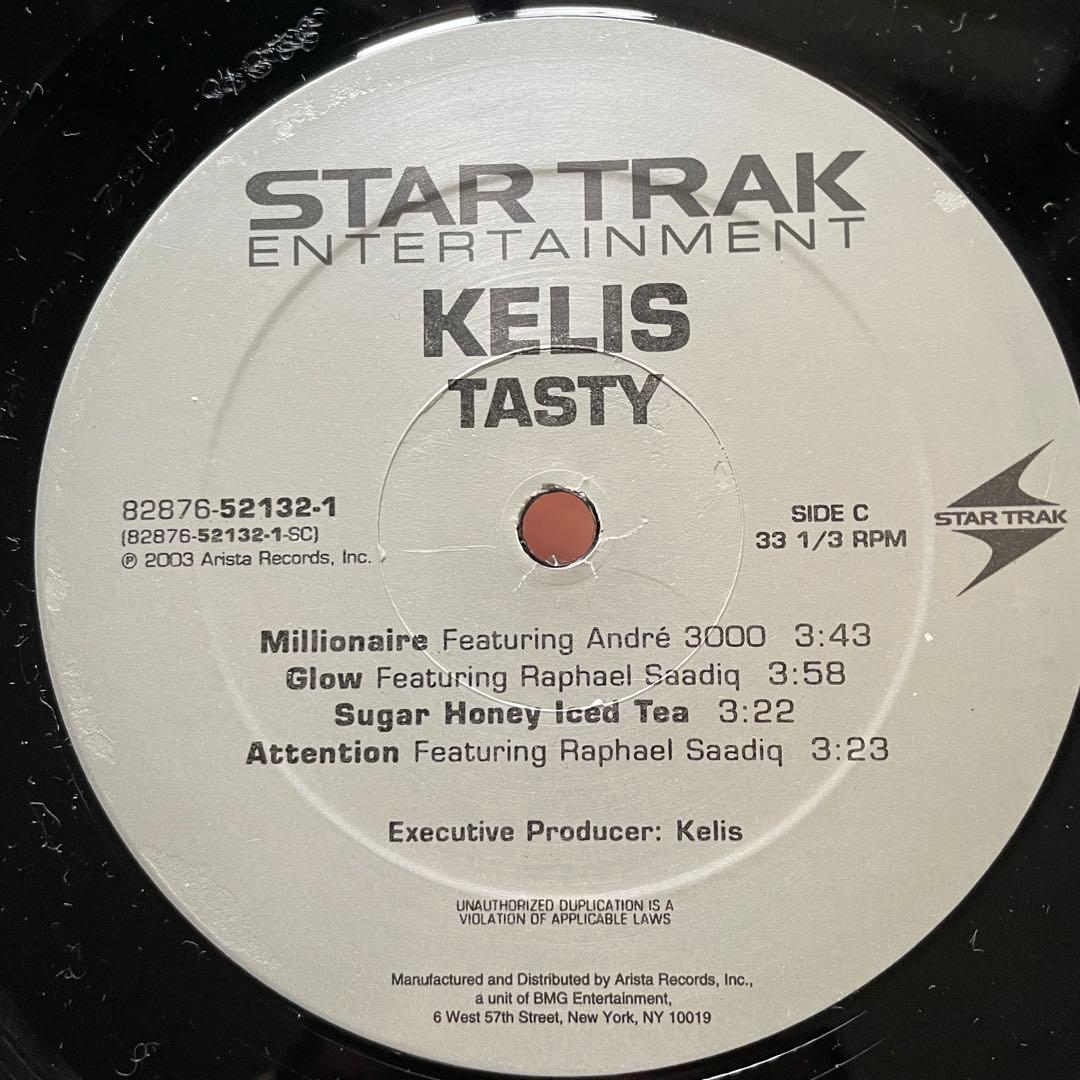 STAR TRAK
ENTERTAINMENT
KELIS
TASTY
82876-52132-1
(82876-52132-1-SC)
℗ 2003 Arista Records, Inc.
SIDE C
33 1/3 RPM
STAR TRAK
Millionaire Featuring André 3000 3:43
Glow Featuring Raphael Saadiq 3:58
Sugar Honey Iced Tea 3:22
Attention Featuring Raphael Saadiq 3:23
Executive Producer: Kelis
UNAUTHORIZED DUPLICATION IS A
VIOLATION OF APPLICABLE LAWS
Manufactured and Distributed by Arista Records, Inc.,
a unit of BMG Entertainment,
6 West 57th Street, New York, NY 10019